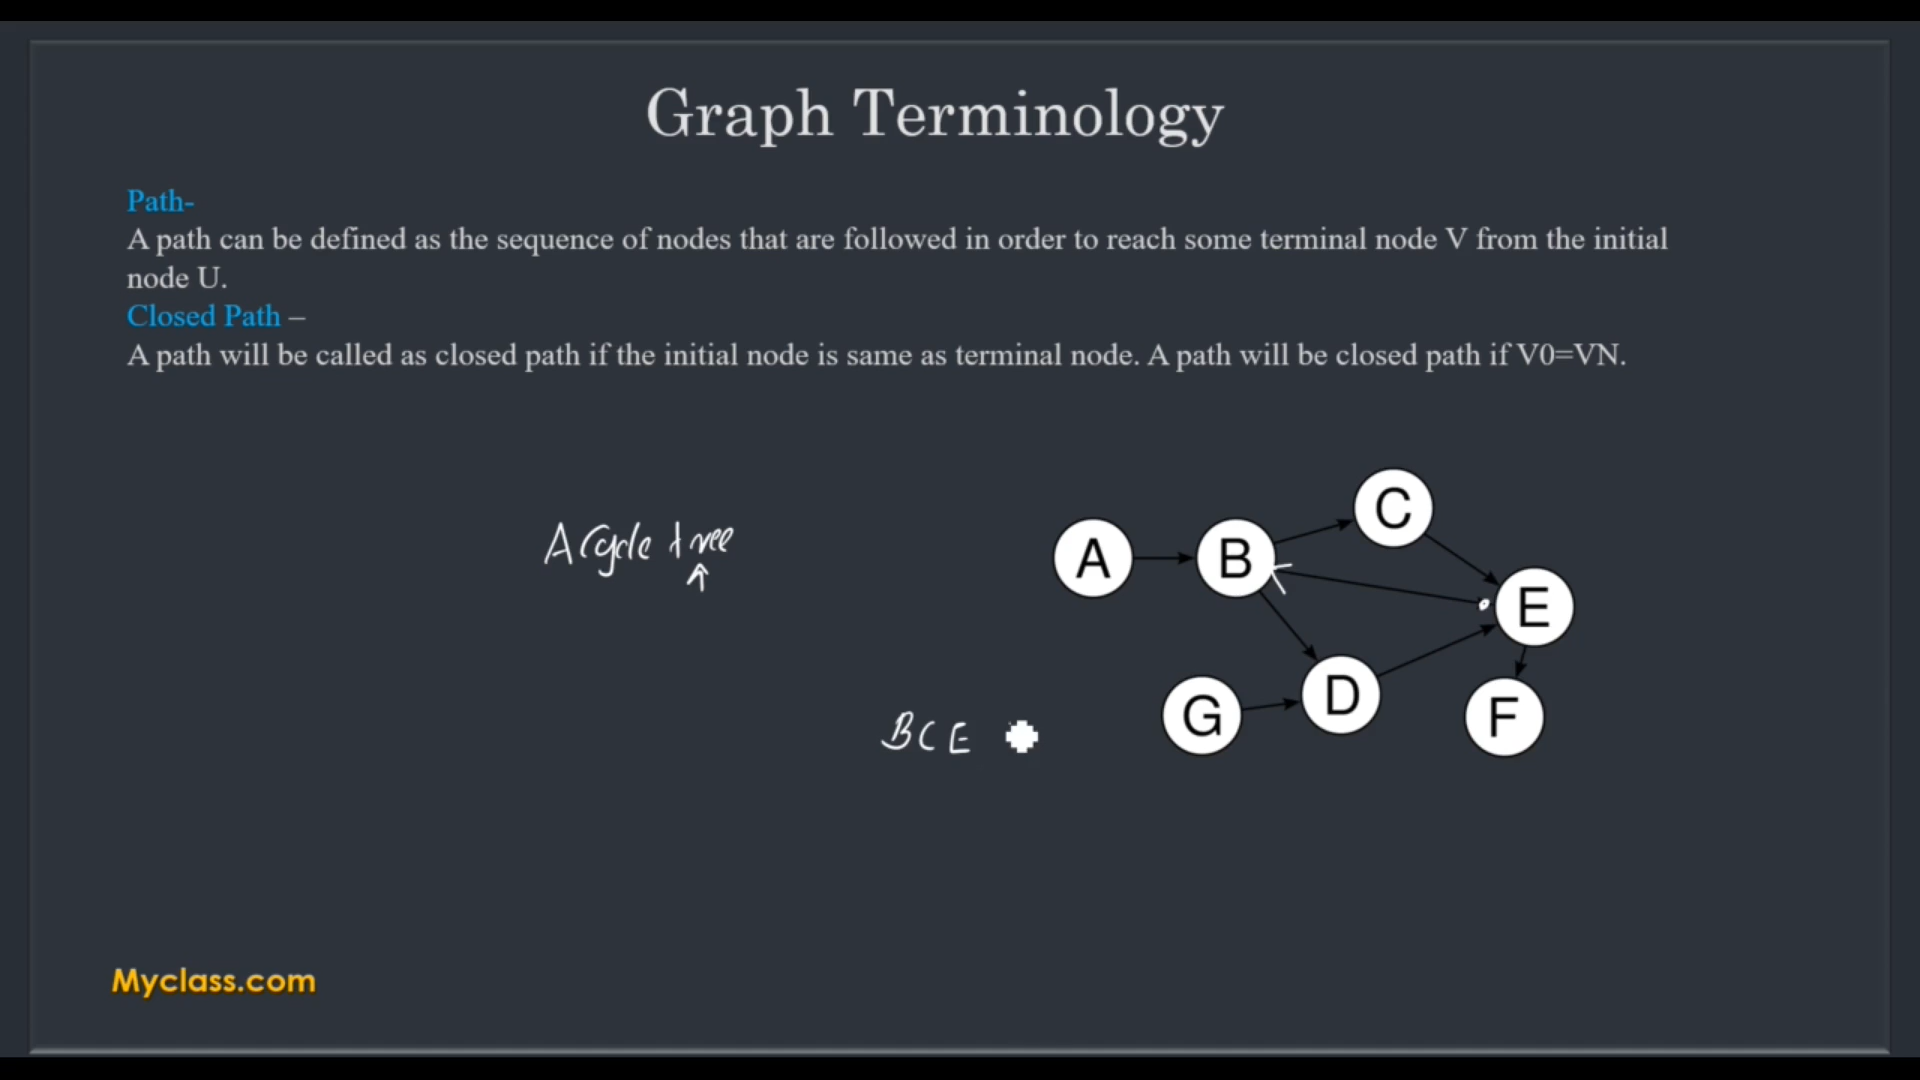 Graph Terminology
Path-
A path can be defined as the sequence of nodes that are followed in order to reach some terminal node V from the initial
node U.
Closed Path –
A path will be called as closed path if the initial node is same as terminal node. A path will be closed path if V0=VN.
C
A B
E
D
G F
ACycle tree
B C E
Myclass.com